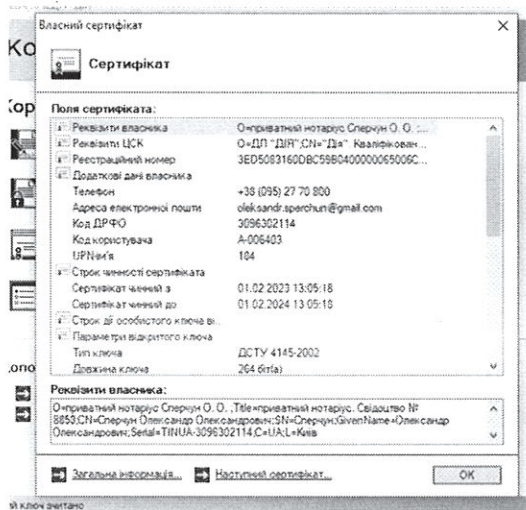 Власний сертифікат
Сертифікат
Поля сертифіката:
Реквізити власника О=приватний нотаріус Сперчун О. О. :...
Реквізити ЦСК О=ДП "ДІЯ";CN="Дія". Кваліфікован...
Реєстраційний номер 3ED5083160DBC59B0400000065006C...
Додаткові дані власника
Телефон +38 (095) 27 70 800
Адреса електронної пошти oleksandr.sperchun@gmail.com
Код ДРФО 3096302114
Код користувача А-006403
UPN-ім'я 104
Строк чинності сертифіката
Сертифікат чинний з 01.02.2023 13:05:18
Сертифікат чинний до 01.02.2024 13:05:18
Строк дії особистого ключа ві...
Параметри відкритого ключа
Тип ключа ДСТУ 4145-2002
Довжина ключа 264 біт(а)
Реквізити власника:
О=приватний нотаріус Сперчун О. О. ;Title=приватний нотаріус. Свідоцтво №
8853;CN=Сперчун Олександр Олександрович;SN=Сперчун;GivenName=Олександр
Олександрович;Serial=TINUA-3096302114;C=UA;L=Київ
Загальна інформація... Наступний сертифікат... OK
й ключ зчитано